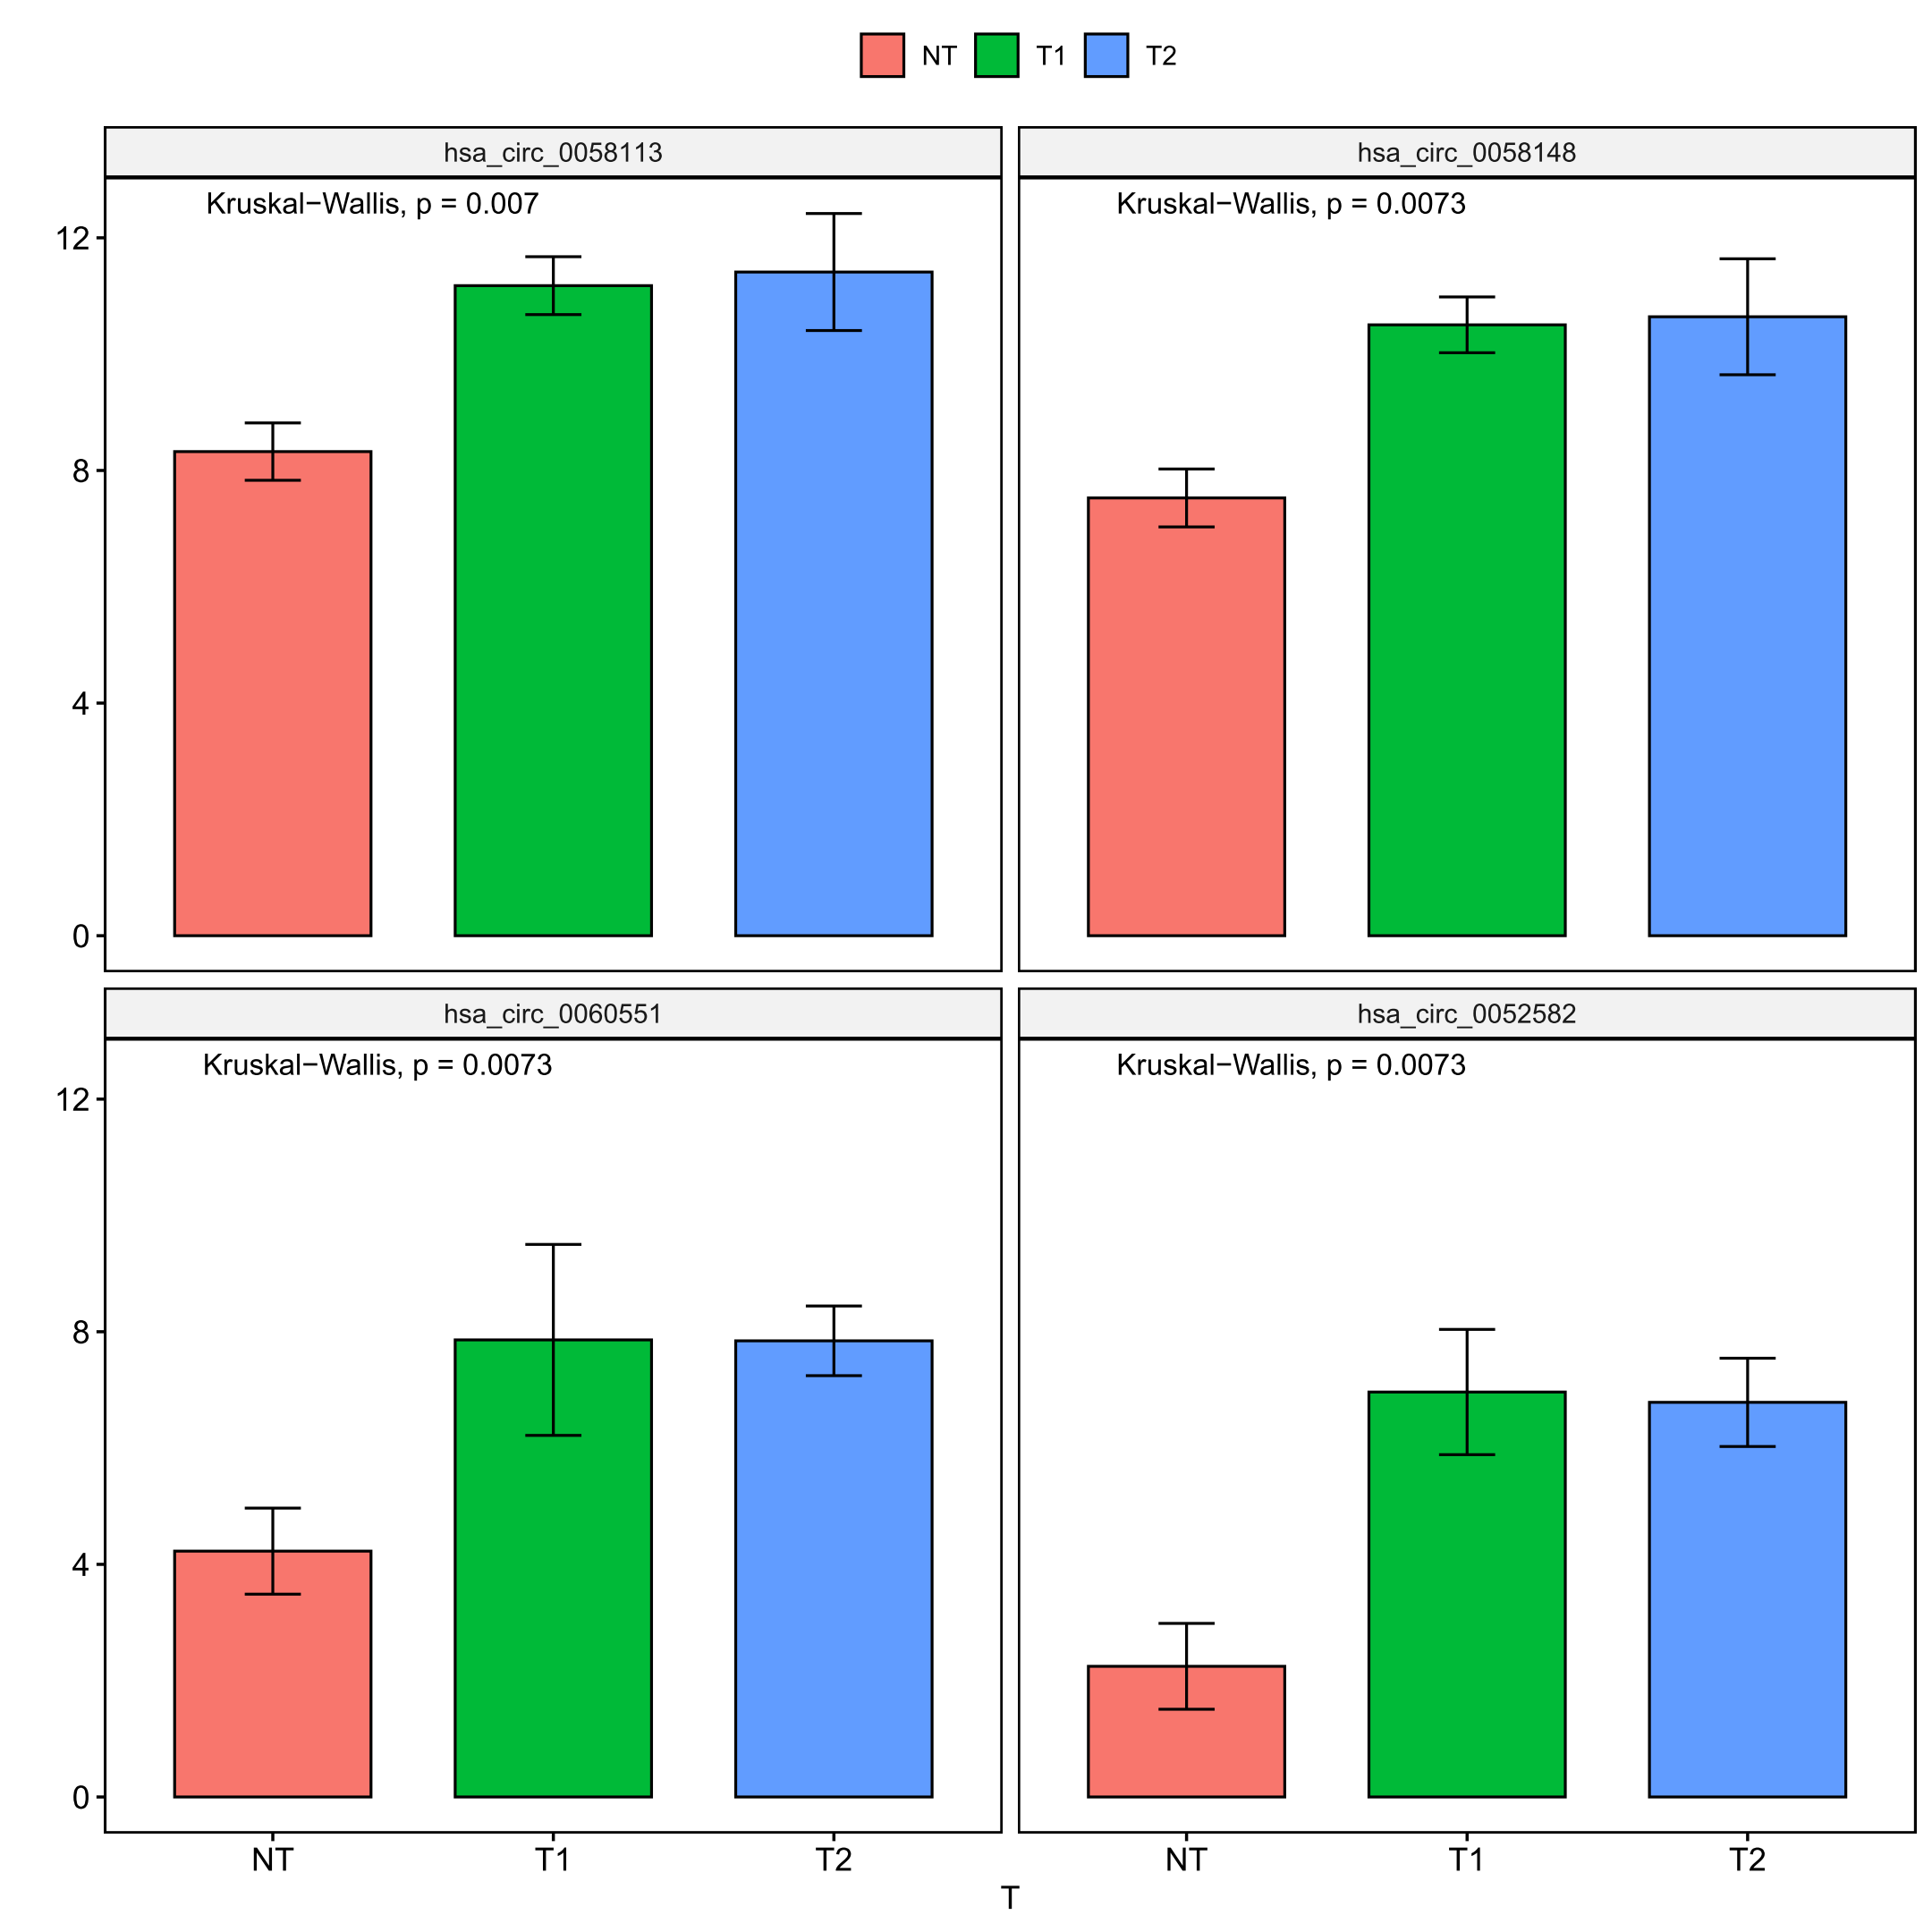 NT T1 T2
hsa_circ_0058113
hsa_circ_0058148
Kruskal−Wallis, p = 0.007
Kruskal−Wallis, p = 0.0073
12
8
4
0
hsa_circ_0060551
hsa_circ_0052582
Kruskal−Wallis, p = 0.0073
Kruskal−Wallis, p = 0.0073
12
8
4
0
NT T1 T2
NT T1 T2
T